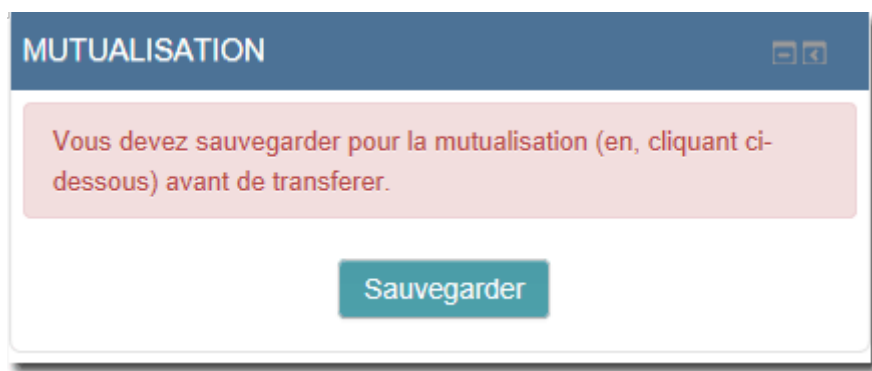 MUTUALISATION
Vous devez sauvegarder pour la mutualisation (en, cliquant ci-
dessous) avant de transferer.
Sauvegarder